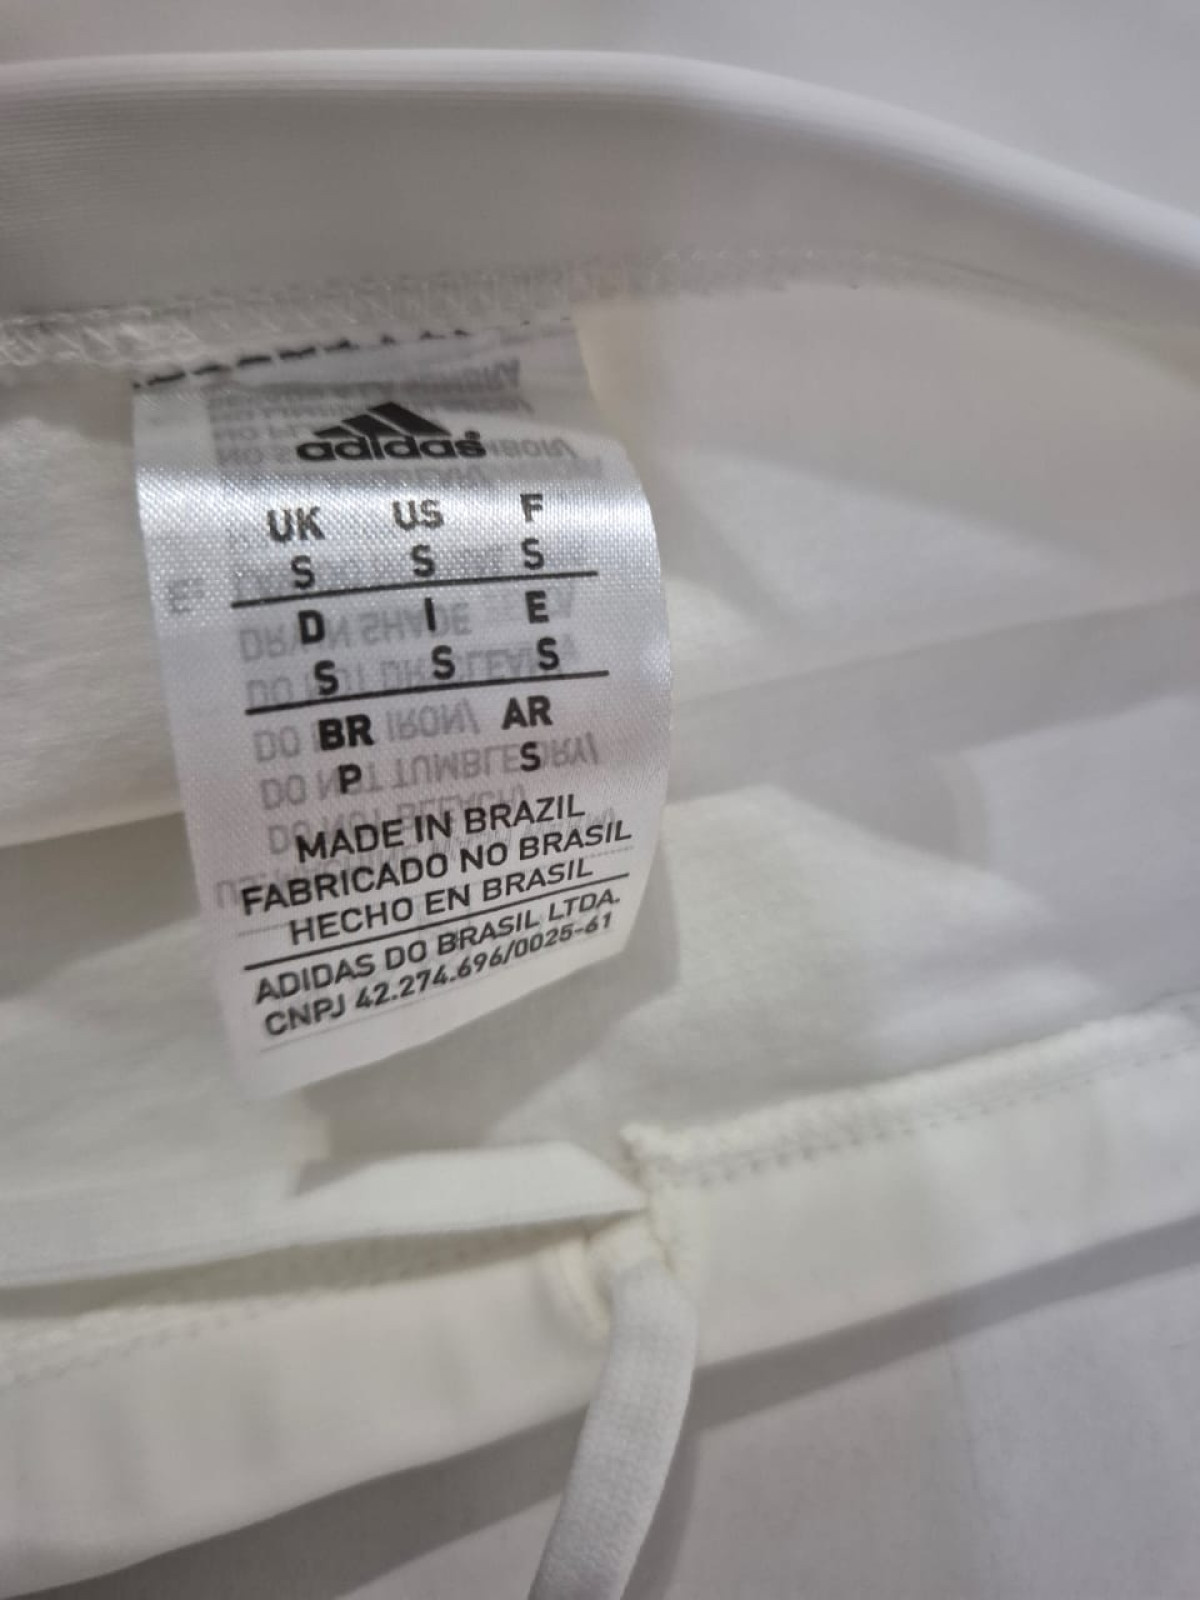 adidas
UK US F
S S S
D I E
S S S
BR AR
P S
MADE IN BRAZIL
FABRICADO NO BRASIL
HECHO EN BRASIL
ADIDAS DO BRASIL LTDA.
CNPJ 42.274.696/0025-61